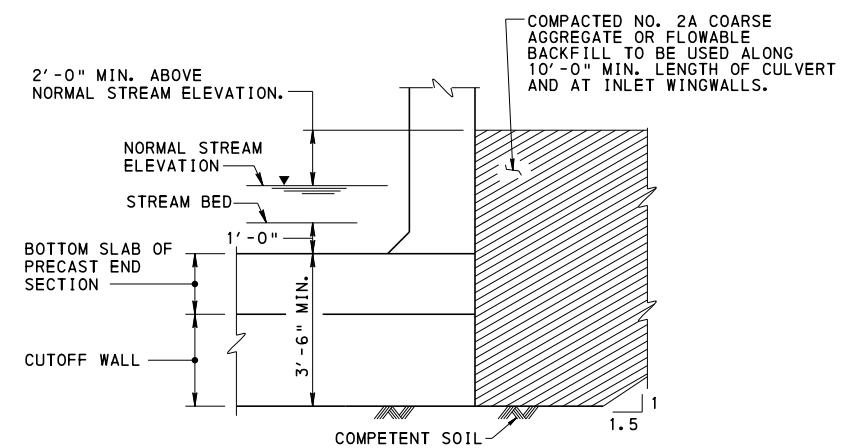 COMPACTED NO. 2A COARSE
AGGREGATE OR FLOWABLE
BACKFILL TO BE USED ALONG
10'-0" MIN. LENGTH OF CULVERT
AND AT INLET WINGWALLS.
2'-0" MIN. ABOVE
NORMAL STREAM ELEVATION.
NORMAL STREAM
ELEVATION
STREAM BED
1'-0"
BOTTOM SLAB OF
PRECAST END
SECTION
3'-6" MIN.
CUTOFF WALL
1
1.5
COMPETENT SOIL